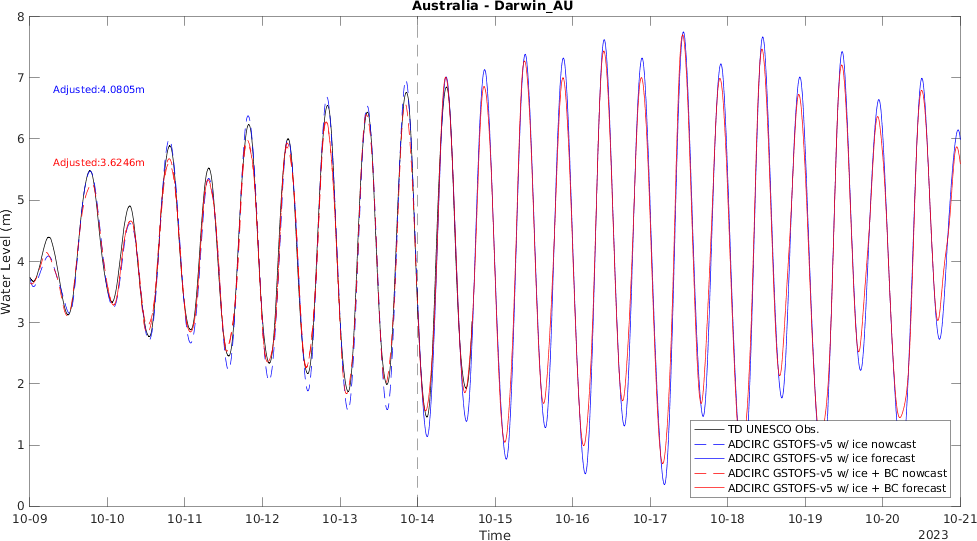 Australia - Darwin_AU
8
7
6
5
4
3
2
1
0
Water Level (m)
Adjusted:4.0805m
Adjusted:3.6246m
TD UNESCO Obs.
ADCIRC GSTOFS-v5 w/ ice nowcast
ADCIRC GSTOFS-v5 w/ ice forecast
ADCIRC GSTOFS-v5 w/ ice + BC nowcast
ADCIRC GSTOFS-v5 w/ ice + BC forecast
10-09 10-10 10-11 10-12 10-13 10-14 10-15 10-16 10-17 10-18 10-19 10-20 10-21
Time
2023